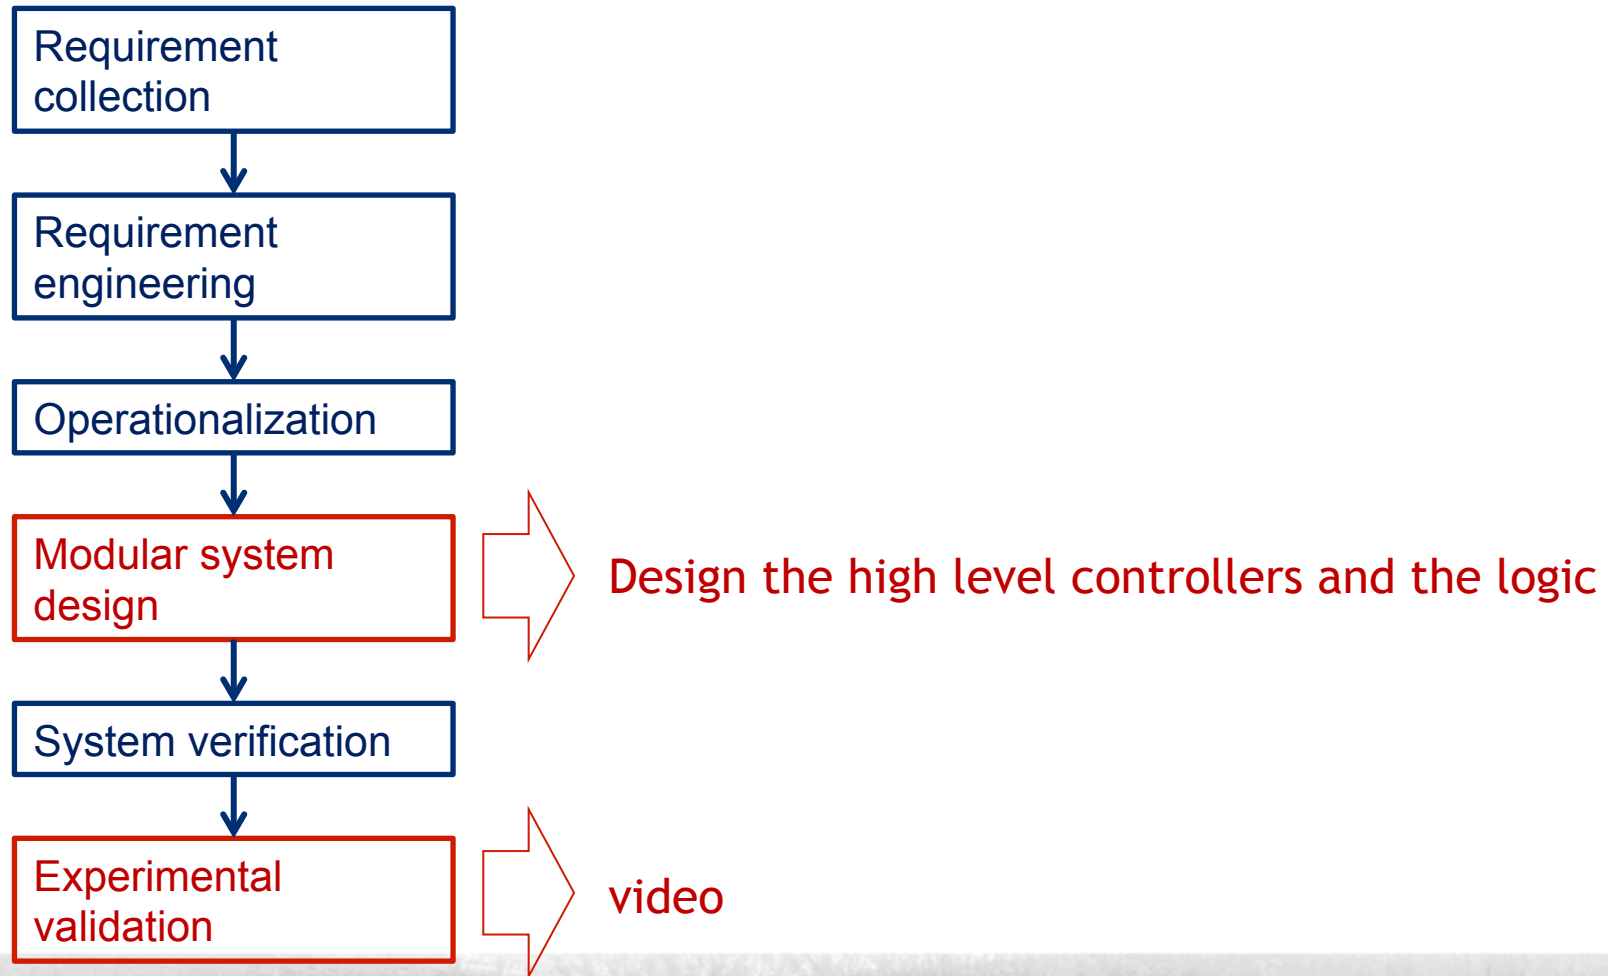 Requirement
collection
Requirement
engineering
Operationalization
Modular system
design
Design the high level controllers and the logic
System verification
Experimental
validation
video